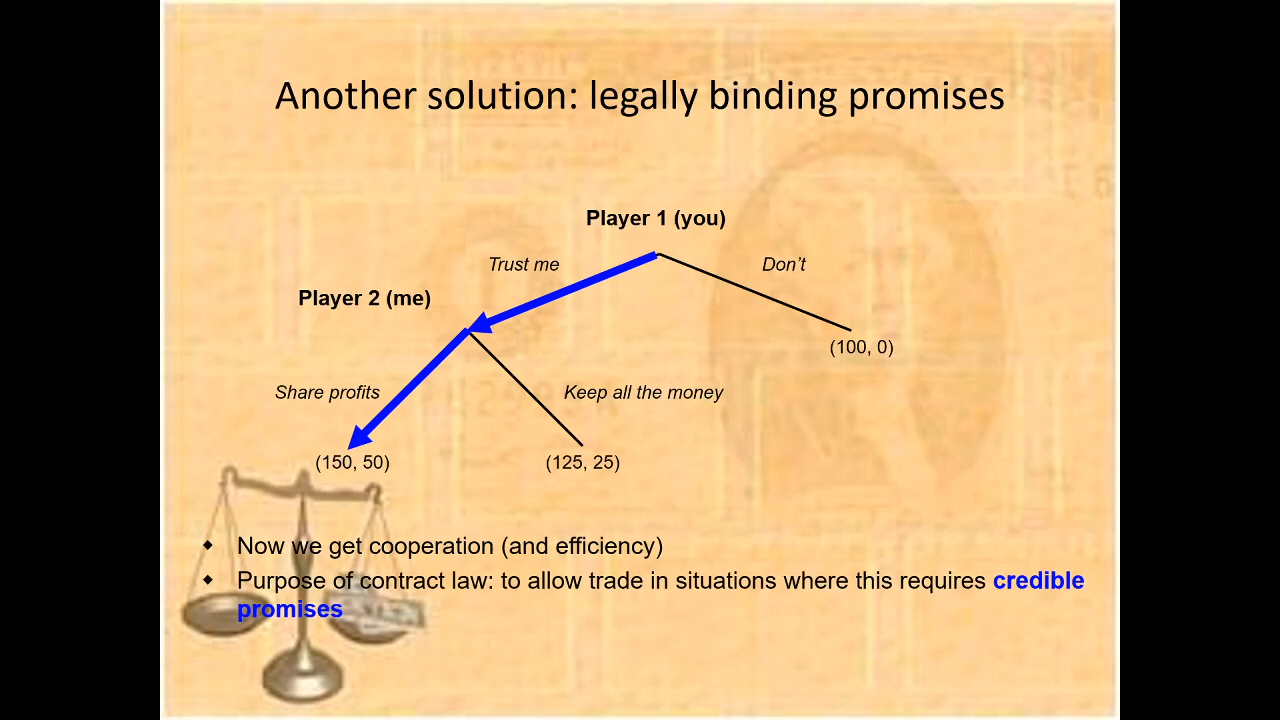 Another solution: legally binding promises
Player 1 (you)
Trust me
Don’t
Player 2 (me)
(100, 0)
Share profits
Keep all the money
(150, 50)
(125, 25)
◆ Now we get cooperation (and efficiency)
◆ Purpose of contract law: to allow trade in situations where this requires credible
promises